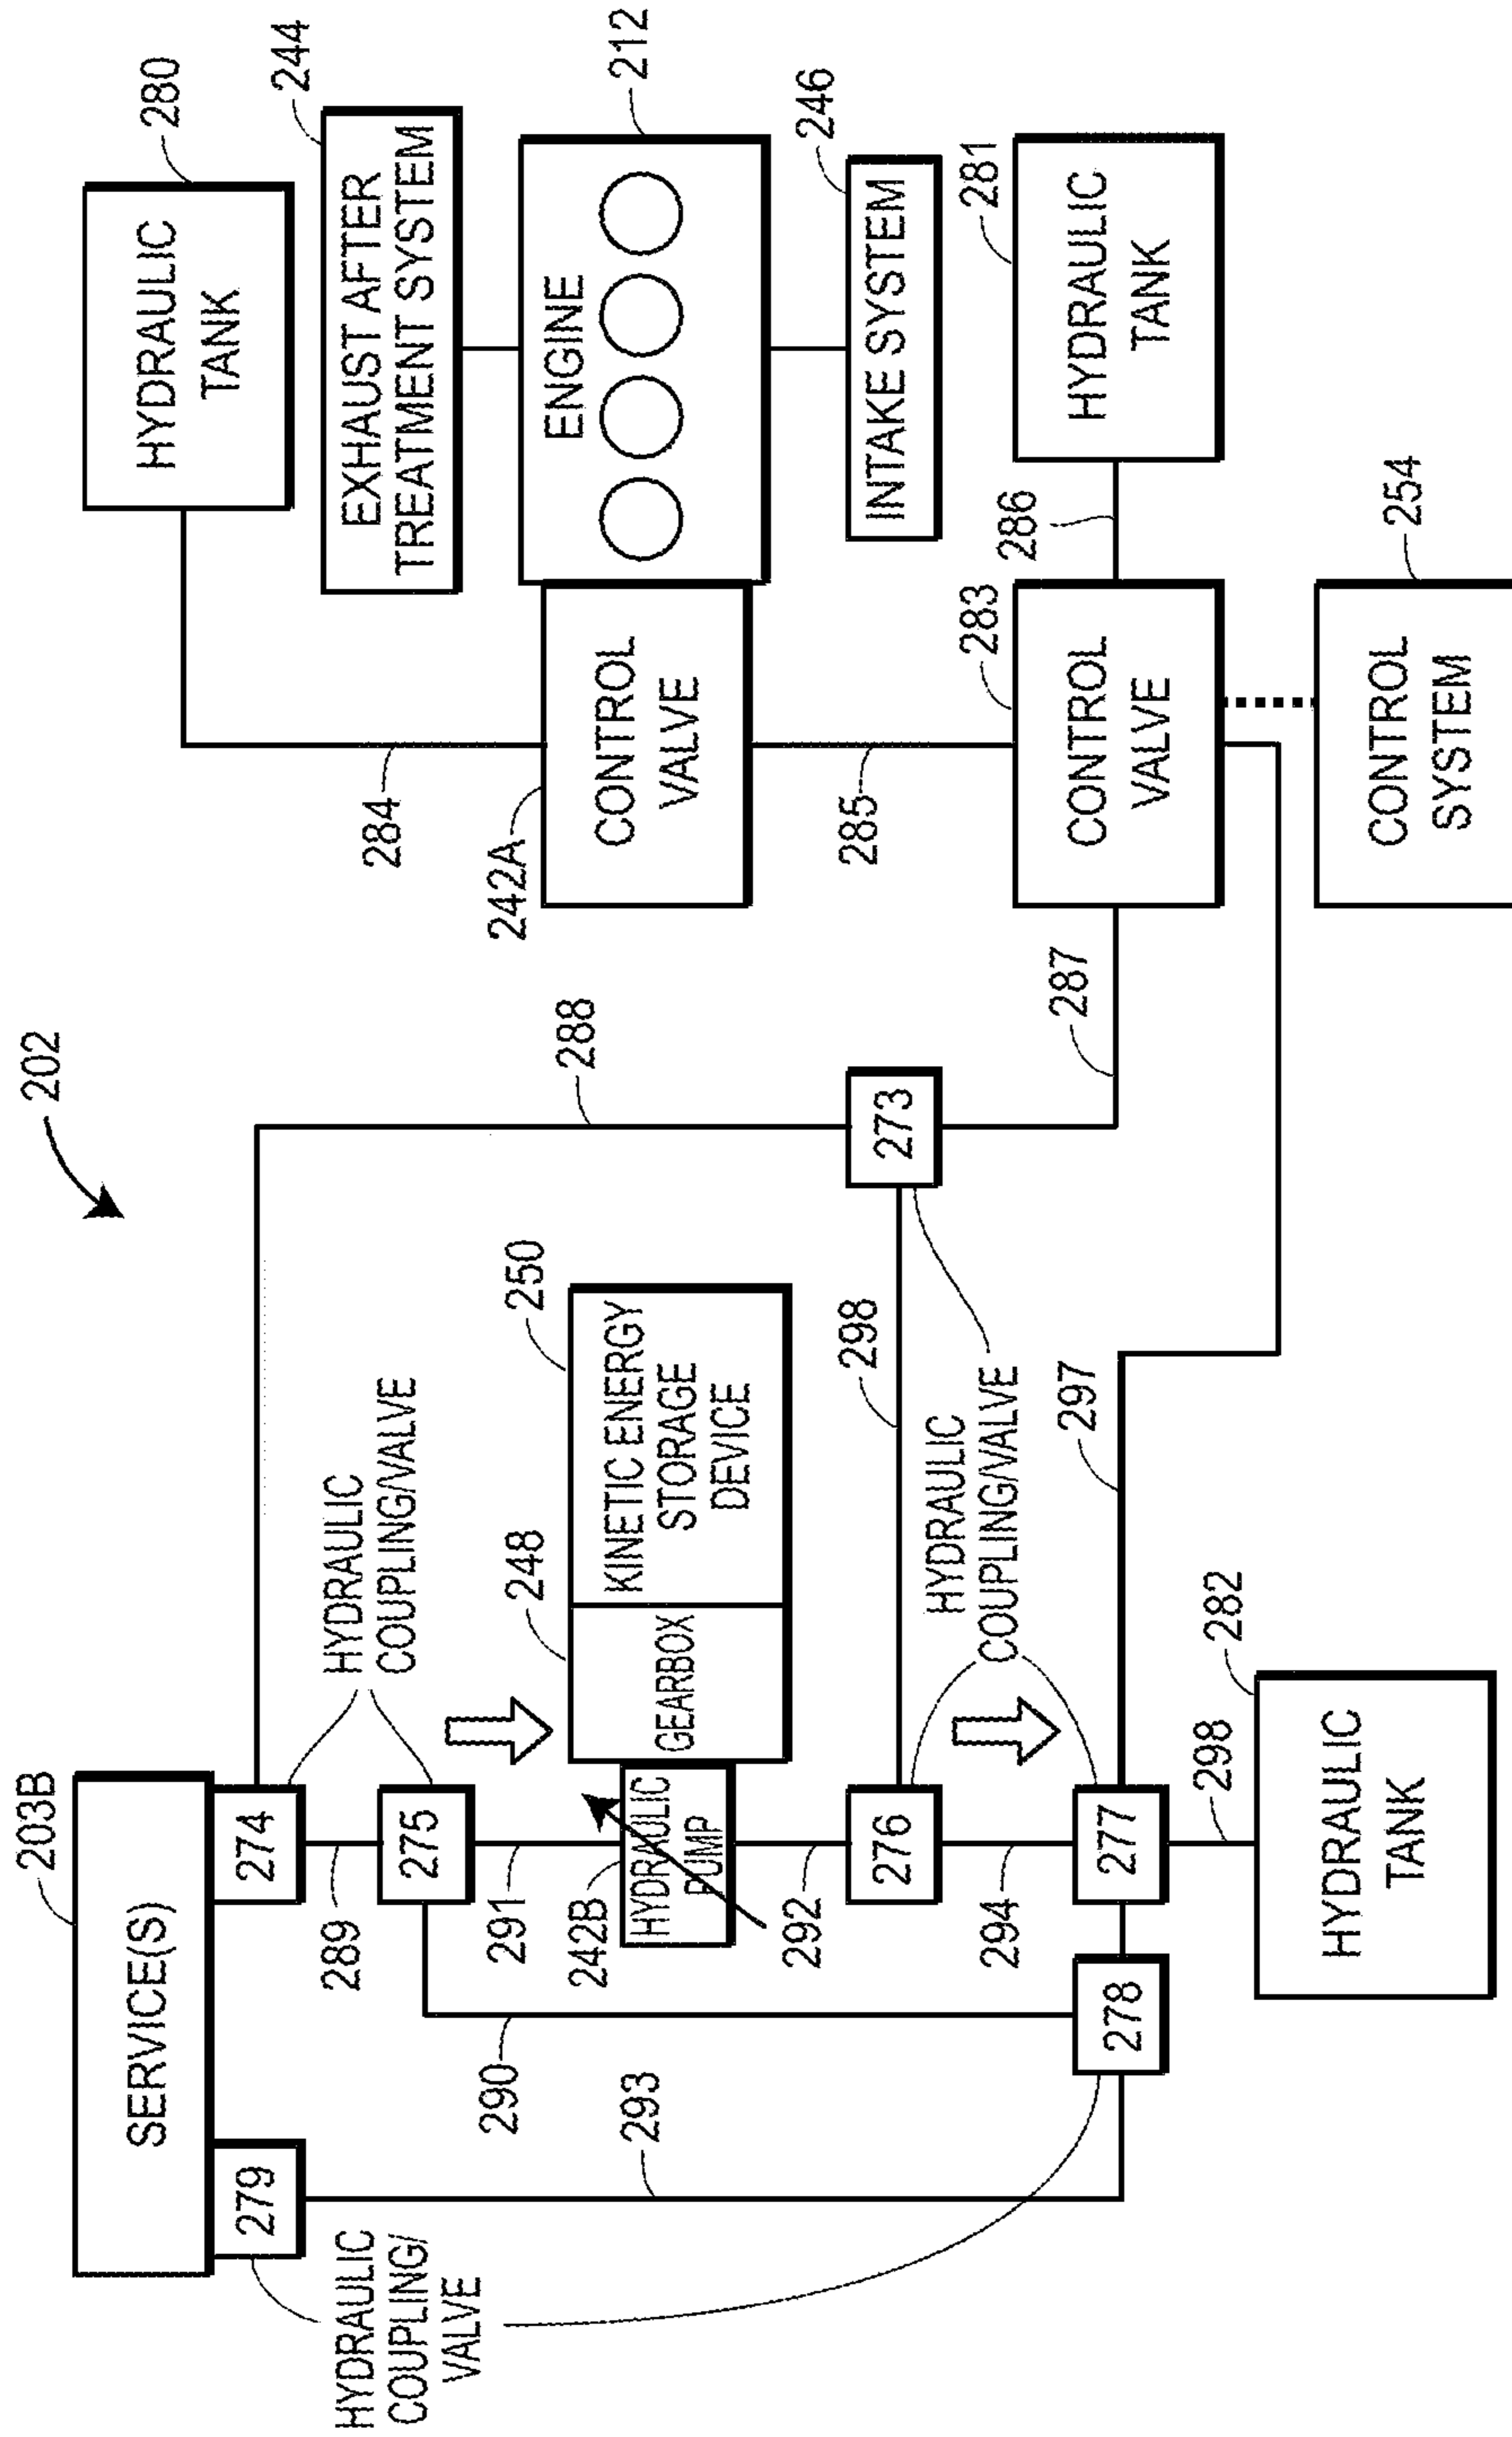 202
203B
SERVICE(S)
279
274
HYDRAULIC
COUPLING/
VALVE
289
275
HYDRAULIC
COUPLING/VALVE
288
290
291
293
242B
HYDRAULIC
PUMP
248
GEARBOX
250
KINETIC ENERGY
STORAGE
DEVICE
292
276
298
273
HYDRAULIC
COUPLING/VALVE
294
278
277
297
298
282
HYDRAULIC
TANK
280
HYDRAULIC
TANK
244
EXHAUST AFTER
TREATMENT SYSTEM
284
212
ENGINE
242A
CONTROL
VALVE
246
INTAKE SYSTEM
285
281
HYDRAULIC
TANK
286
283
CONTROL
VALVE
287
254
CONTROL
SYSTEM